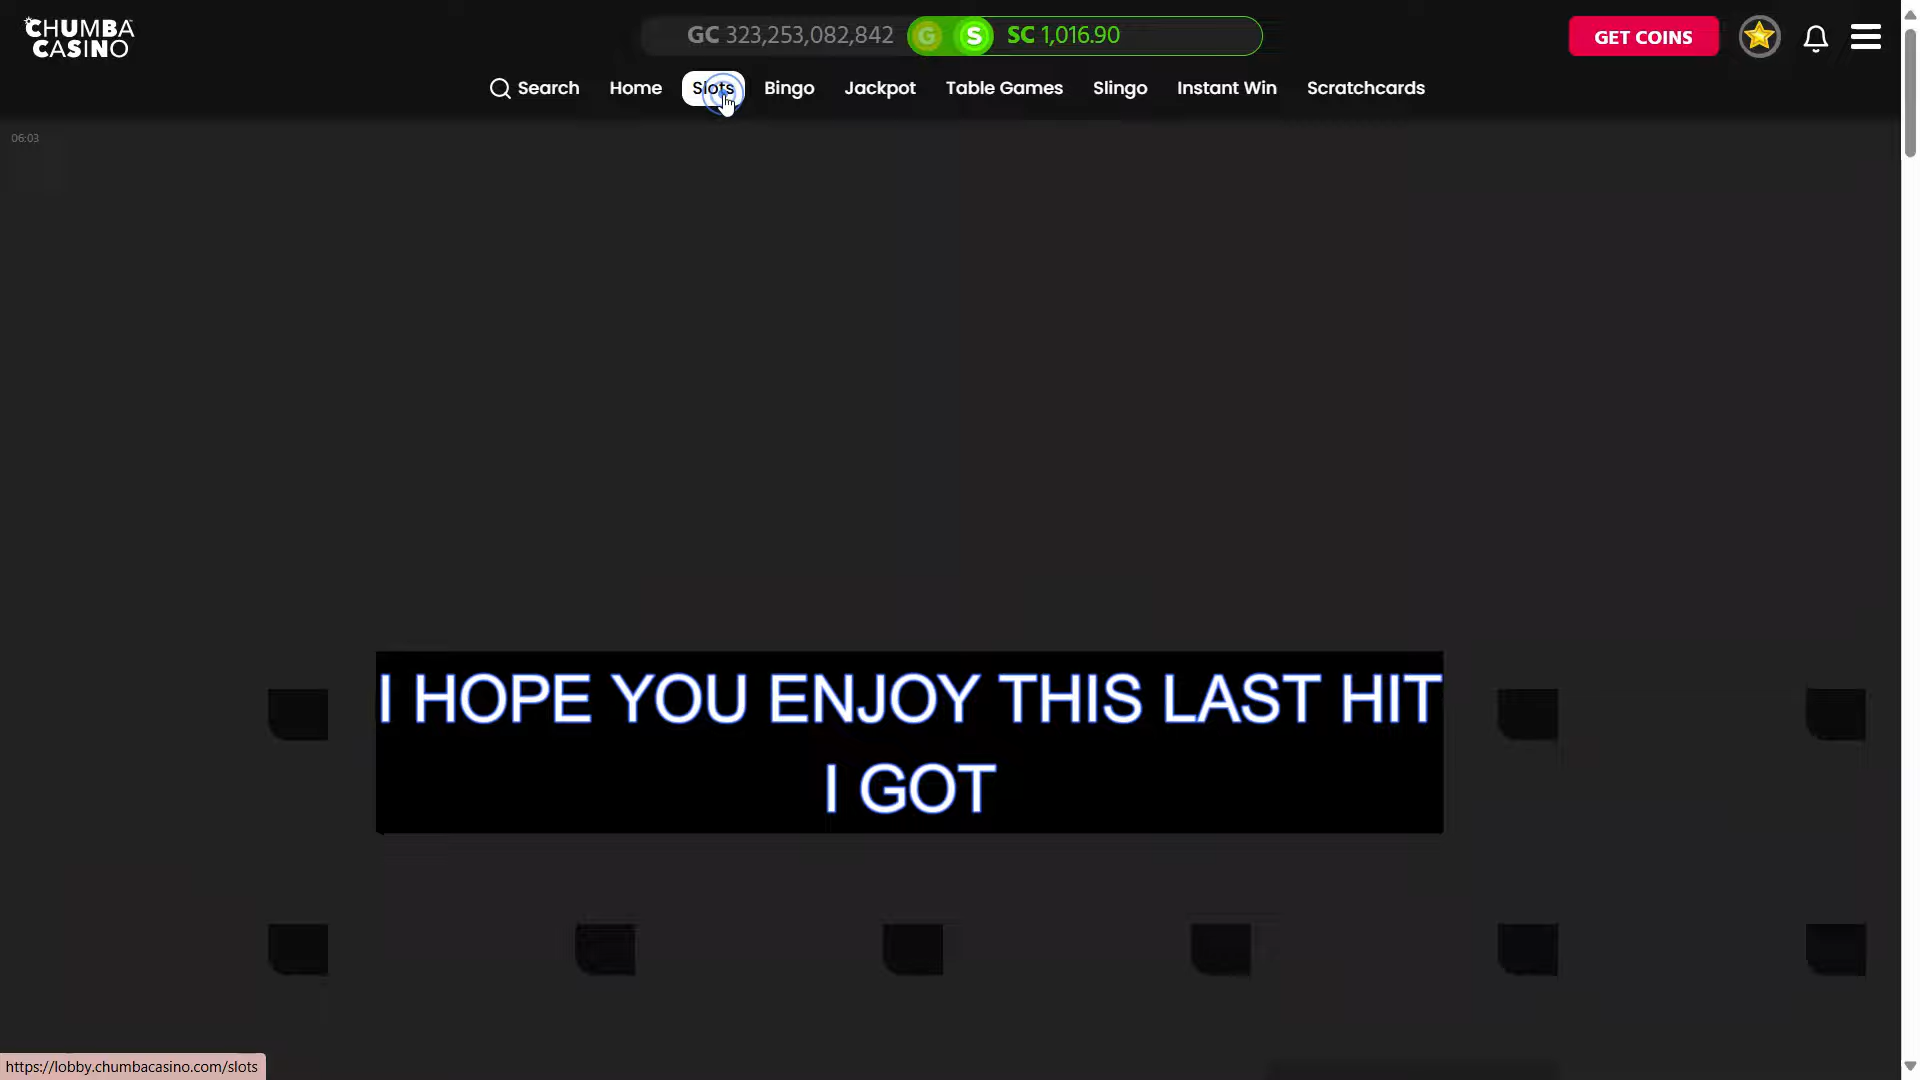 CHUMBA
CASINO
GC 323,253,082,842 G S SC 1,016.90
GET COINS
Search Home Slots Bingo Jackpot Table Games Slingo Instant Win Scratchcards
06:03
I HOPE YOU ENJOY THIS LAST HIT
I GOT
https://lobby.chumbacasino.com/slots